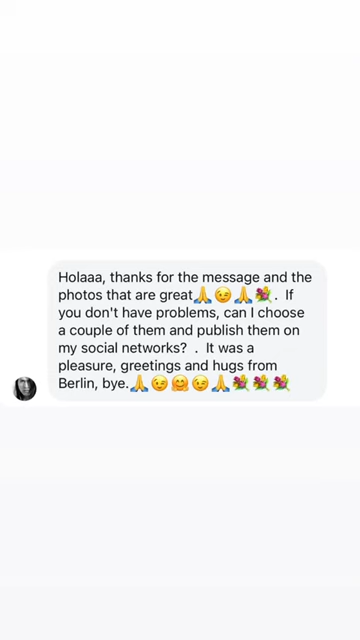 Holaaa, thanks for the message and the
photos that are great🙏😉🙏💐.  If
you don't have problems, can I choose
a couple of them and publish them on
my social networks?  .  It was a
pleasure, greetings and hugs from
Berlin, bye.🙏😉🤗😉🙏💐💐💐